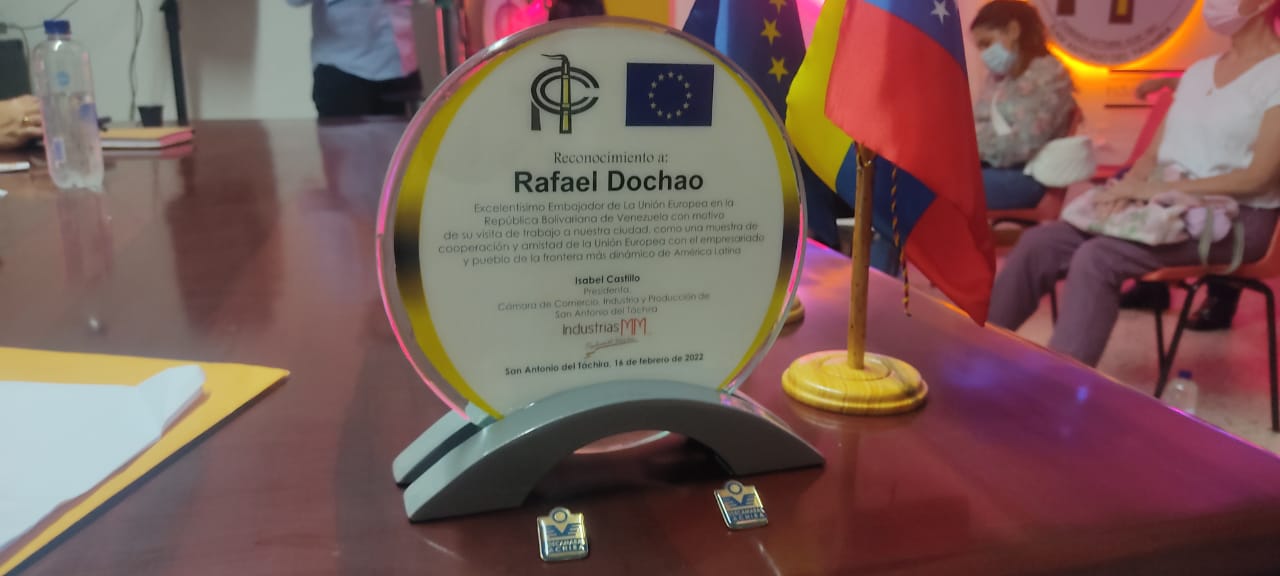 Reconocimiento a:
Rafael Dochao
Excelentísimo Embajador de La Unión Europea en la
República Bolivariana de Venezuela con motivo
de su visita de trabajo a nuestra ciudad, como una muestra de
cooperación y amistad de la Unión Europea con el empresariado
y pueblo de la frontera más dinámico de América Latina
Isabel Castillo
Presidenta
Cámara de Comercio, Industria y Producción de
San Antonio del Táchira
IndustriasMM
San Antonio del Táchira, 16 de febrero de 2022